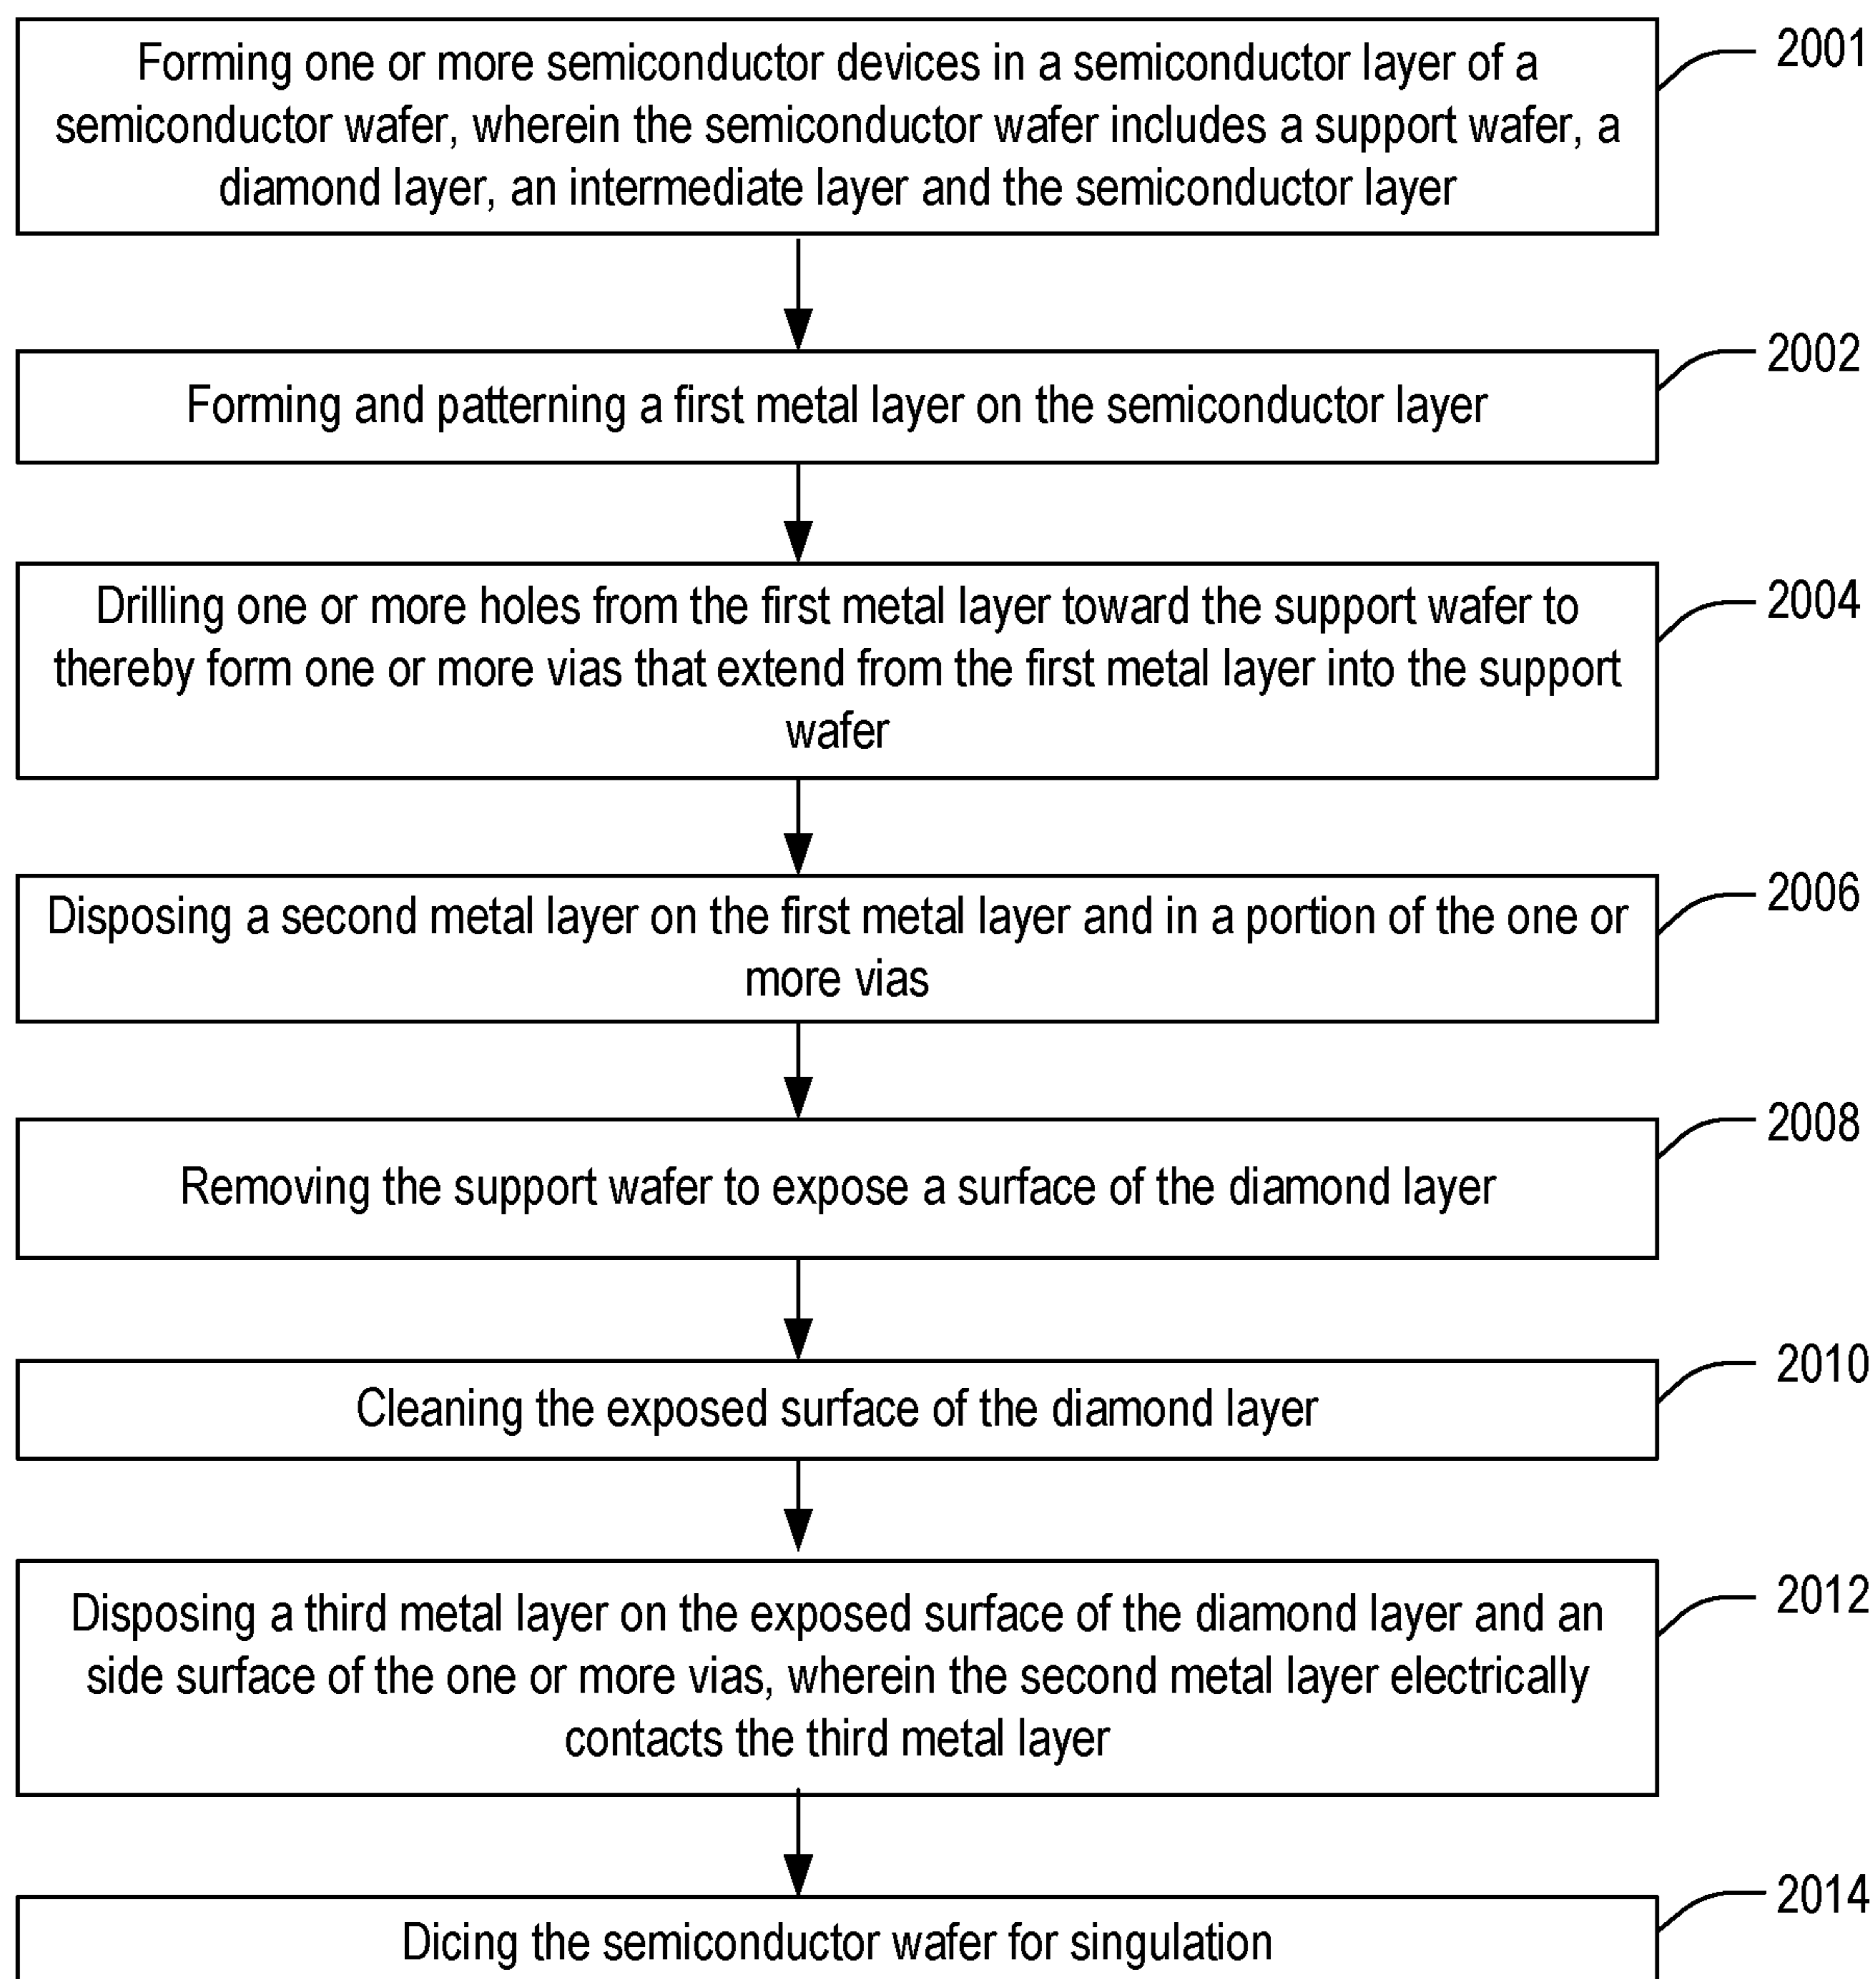 Forming one or more semiconductor devices in a semiconductor layer of a
semiconductor wafer, wherein the semiconductor wafer includes a support wafer, a
diamond layer, an intermediate layer and the semiconductor layer
2001
Forming and patterning a first metal layer on the semiconductor layer
2002
Drilling one or more holes from the first metal layer toward the support wafer to
thereby form one or more vias that extend from the first metal layer into the support
wafer
2004
Disposing a second metal layer on the first metal layer and in a portion of the one or
more vias
2006
Removing the support wafer to expose a surface of the diamond layer
2008
Cleaning the exposed surface of the diamond layer
2010
Disposing a third metal layer on the exposed surface of the diamond layer and an
side surface of the one or more vias, wherein the second metal layer electrically
contacts the third metal layer
2012
Dicing the semiconductor wafer for singulation
2014